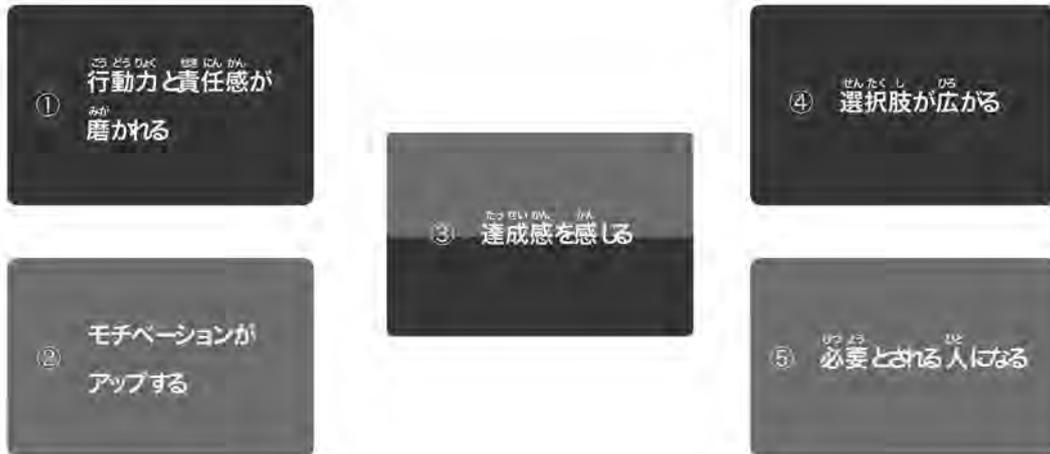 ① 行動力と責任感が
磨かれる
② モチベーションが
アップする
③ 達成感を感じる
④ 選択肢が広がる
⑤ 必要とされる人になる